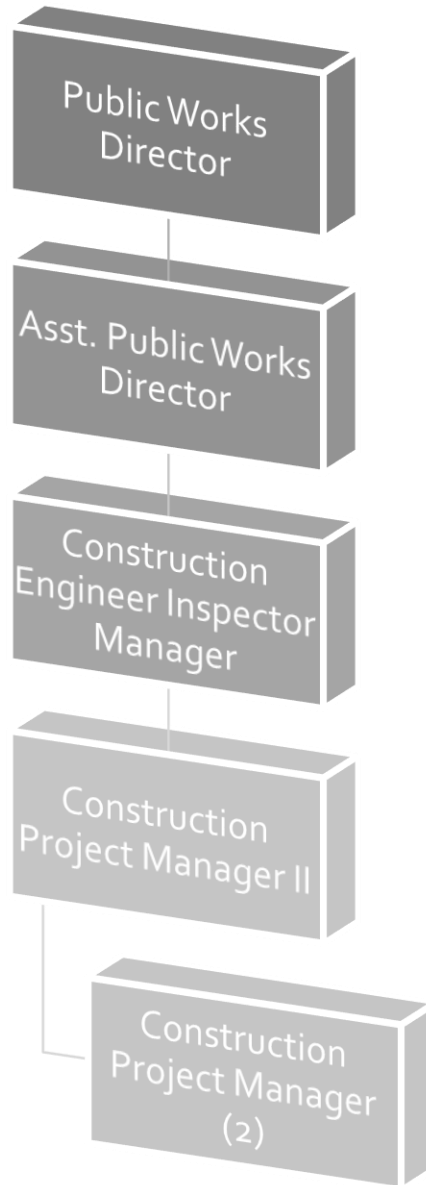 Public Works
Director
Asst. Public Works
Director
Construction
Engineer Inspector
Manager
Construction
Project Manager II
Construction
Project Manager
(2)